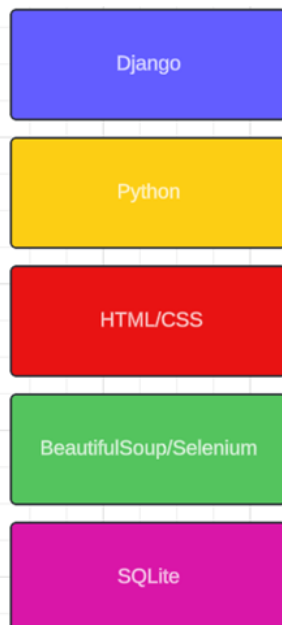 Django
Python
HTML/CSS
BeautifulSoup/Selenium
SQLite